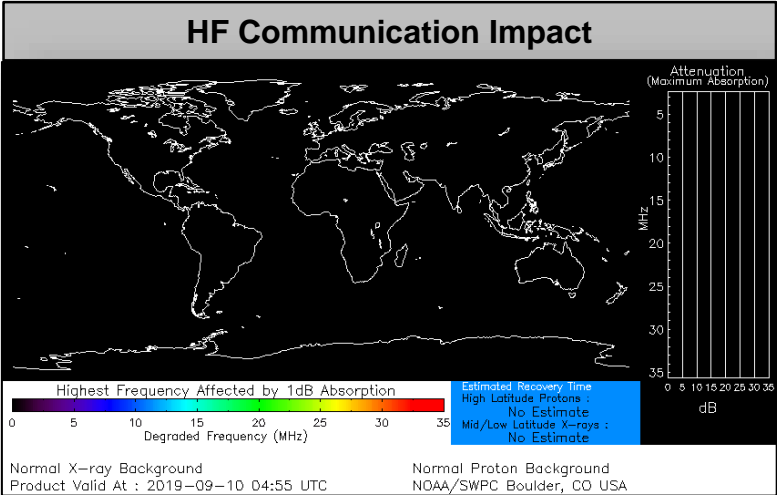 HF Communication Impact
Attenuation
(Maximum Absorption)
5
10
15
20
25
30
35
MHz
0 5 10 15 20 25 30 35
dB
Highest Frequency Affected by 1dB Absorption
0 5 10 15 20 25 30 35
Degraded Frequency (MHz)
Estimated Recovery Time
High Latitude Protons :
No Estimate
Mid/Low Latitude X-rays :
No Estimate
Normal X-ray Background
Normal Proton Background
Product Valid At : 2019-09-10 04:55 UTC
NOAA/SWPC Boulder, CO USA